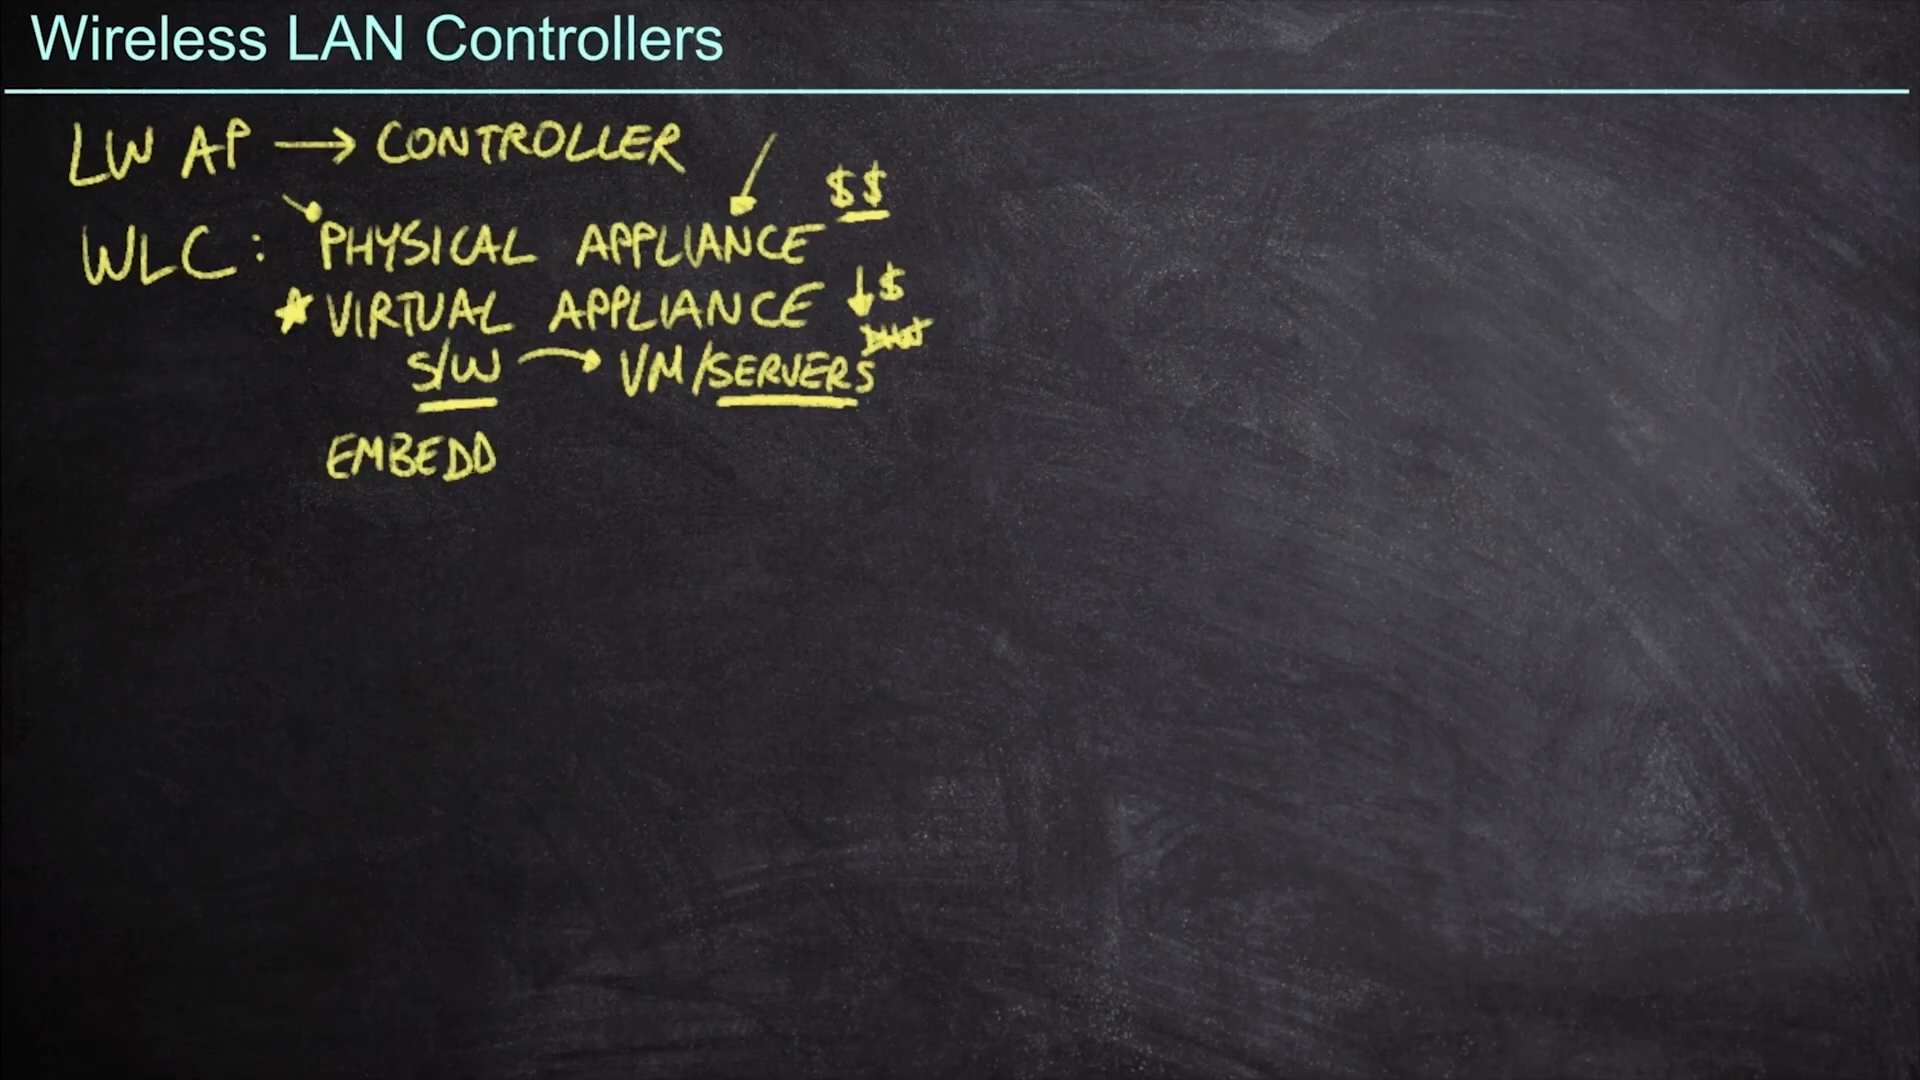 Wireless LAN Controllers
LW AP → CONTROLLER
$$
WLC: PHYSICAL APPLIANCE
★ VIRTUAL APPLIANCE ↓$
S/W → VM/SERVERS
EMBEDD